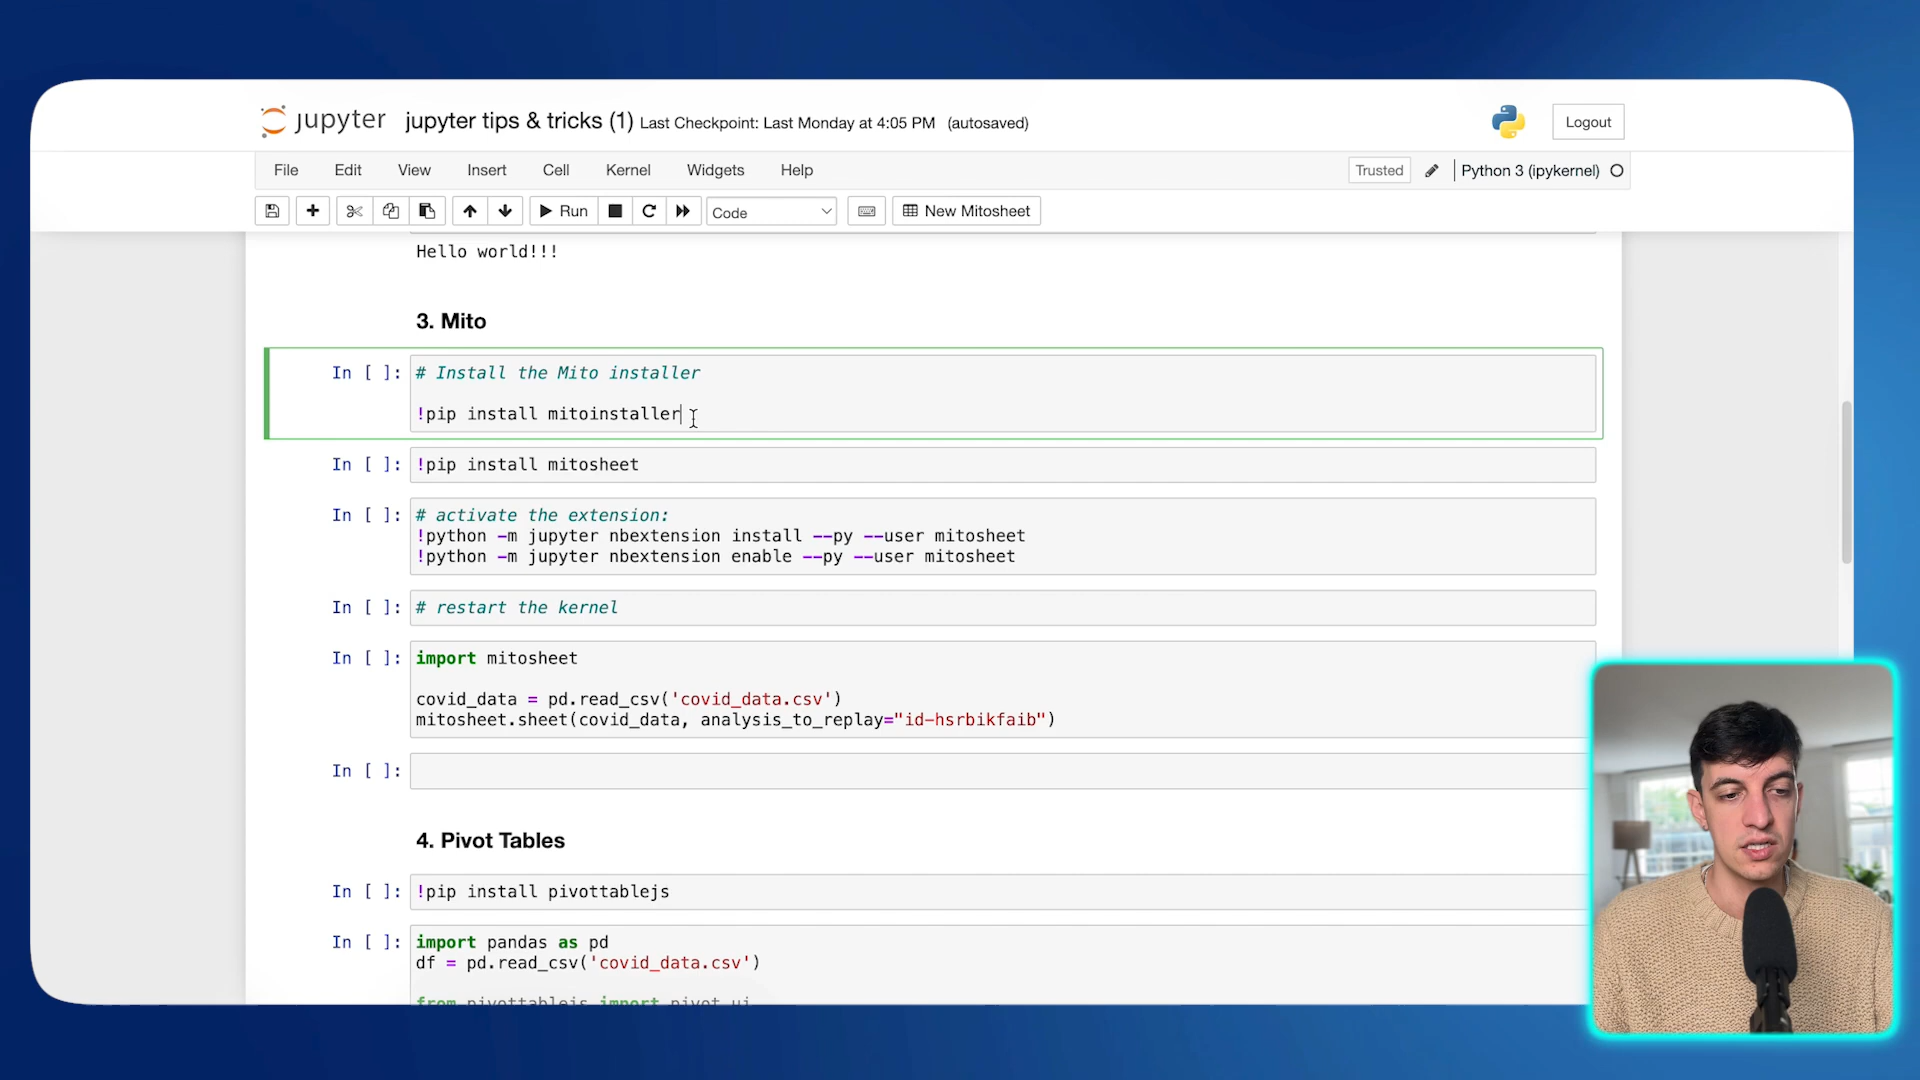 jupyter jupyter tips & tricks (1) Last Checkpoint: Last Monday at 4:05 PM (autosaved)
Logout
File Edit View Insert Cell Kernel Widgets Help
Trusted Python 3 (ipykernel)
Run Code New Mitosheet
Hello world!!!
3. Mito
In [ ]: # Install the Mito installer
!pip install mitoinstaller
In [ ]: !pip install mitosheet
In [ ]: # activate the extension:
!python -m jupyter nbextension install --py --user mitosheet
!python -m jupyter nbextension enable --py --user mitosheet
In [ ]: # restart the kernel
In [ ]: import mitosheet
covid_data = pd.read_csv('covid_data.csv')
mitosheet.sheet(covid_data, analysis_to_replay="id-hsrbikfaib")
In [ ]:
4. Pivot Tables
In [ ]: !pip install pivottablejs
In [ ]: import pandas as pd
df = pd.read_csv('covid_data.csv')
from pivottablejs import pivot_ui